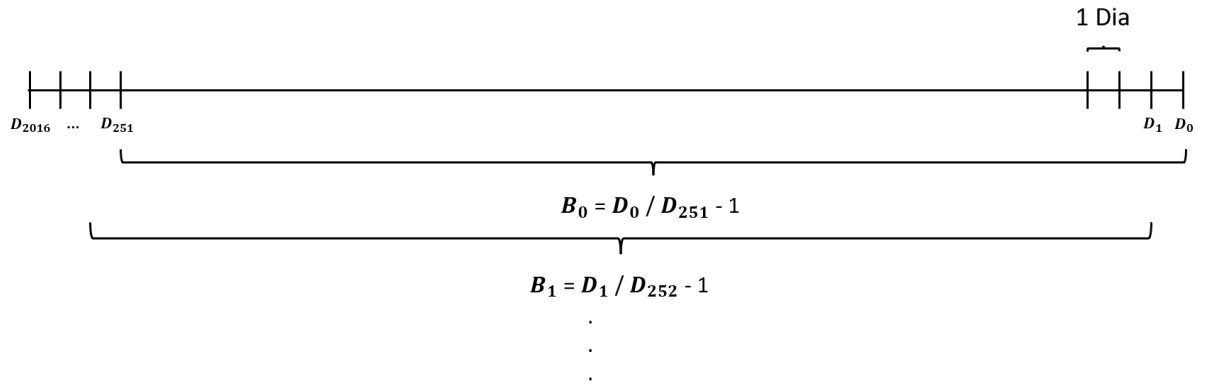 1 Dia
D₂₀₁₆ ... D₂₅₁ D₁ D₀
B₀ = D₀ / D₂₅₁ - 1
B₁ = D₁ / D₂₅₂ - 1
.
.
.